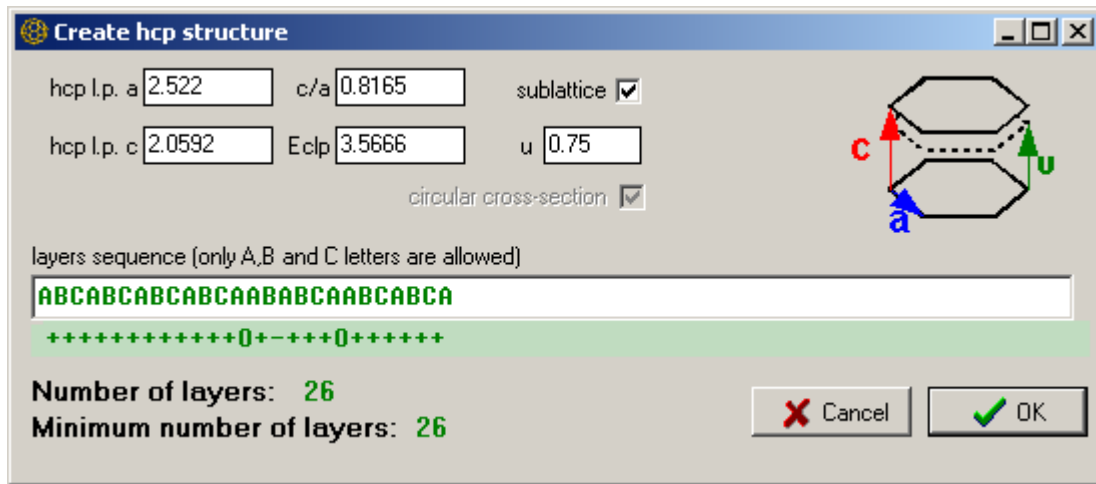 Create hcp structure
hcp l.p. a 2.522 c/a 0.8165 sublattice
hcp l.p. c 2.0592 Eclp 3.5666 u 0.75
circular cross-section
c
u
a
layers sequence (only A,B and C letters are allowed)
ABCABCABCABCAABABCAABCABCA
++++++++++++0+-+++0++++++
Number of layers: 26
Minimum number of layers: 26
Cancel OK